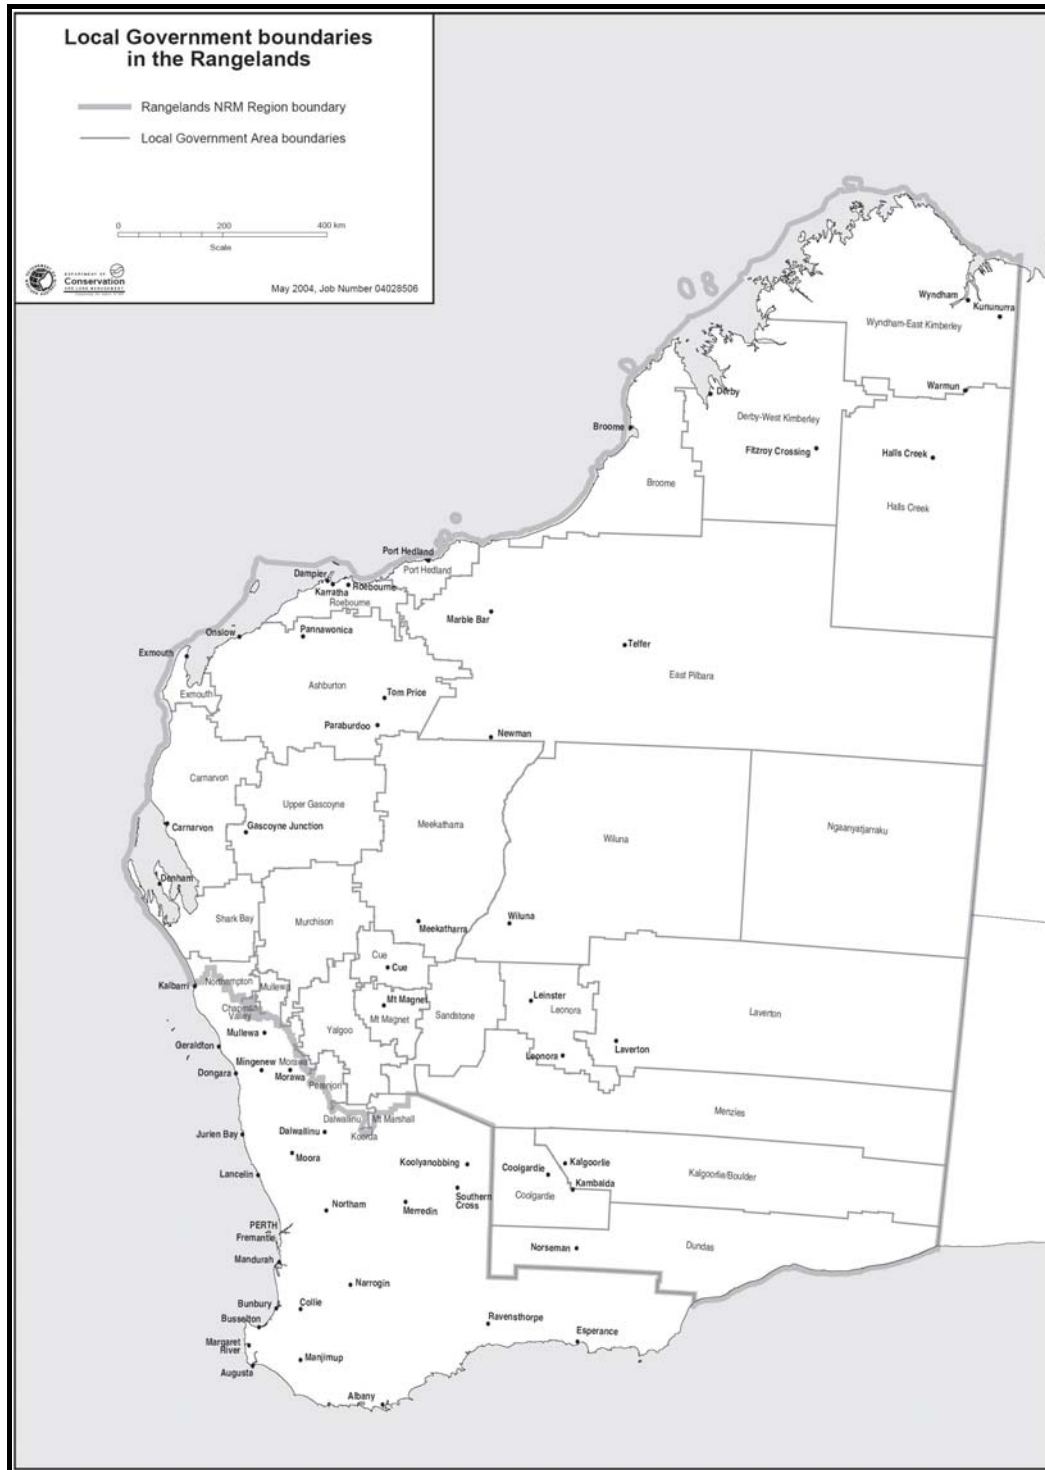 Local Government boundaries
in the Rangelands
Rangelands NRM Region boundary
Local Government Area boundaries
0 200 400 km
Scale
DEPARTMENT OF
Conservation
AND LAND MANAGEMENT
May 2004, Job Number 04028506
Wyndham
Kununurra
Wyndham-East Kimberley
Warmun
Derby
Derby-West Kimberley
Broome
Fitzroy Crossing
Halls Creek
Broome
Halls Creek
Port Hedland
Port Hedland
Dampier
Karratha
Roebourne
Roebourne
Marble Bar
Onslow
Pannawonica
Telfer
Exmouth
East Pilbara
Exmouth
Ashburton
Tom Price
Paraburdoo
Newman
Carnarvon
Upper Gascoyne
Meekatharra
Wiluna
Ngaanyatjarraku
Carnarvon
Gascoyne Junction
Denham
Shark Bay
Murchison
Meekatharra
Wiluna
Cue
Cue
Kalbarri
Northampton
Mullewa
Mt Magnet
Mt Magnet
Leinster
Leonora
Sandstone
Laverton
Chapman
Valley
Mullewa
Yalgoo
Geraldton
Leonora
Laverton
Mingenew
Morawa
Dongara
Morawa
Perenjori
Menzies
Dalwallinu
Mt Marshall
Koorda
Jurien Bay
Dalwallinu
Moora
Koolyanobbing
Coolgardie
Kalgoorlie
Kalgoorlie/Boulder
Lancelin
Kambalda
Coolgardie
Southern
Cross
Northam
Merredin
PERTH
Fremantle
Mandurah
Norseman
Dundas
Narrogin
Bunbury
Collie
Busselton
Ravensthorpe
Esperance
Margaret
River
Manjimup
Augusta
Albany